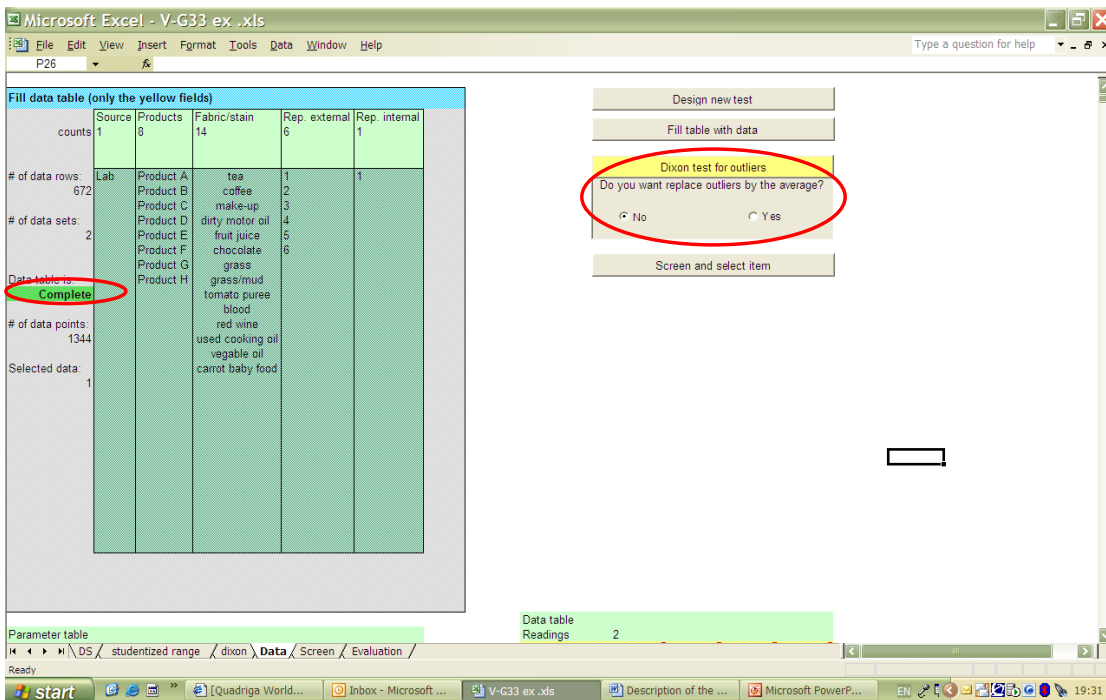 Microsoft Excel - V-G33 ex .xls
File Edit View Insert Format Tools Data Window Help
Type a question for help
P26 fx
Fill data table (only the yellow fields)
Source Products Fabric/stain Rep. external Rep. internal
counts 1 8 14 6 1
# of data rows:
672
# of data sets:
2
Data table is:
Complete
# of data points:
1344
Selected data:
1
Lab
Product A
Product B
Product C
Product D
Product E
Product F
Product G
Product H
tea
coffee
make-up
dirty motor oil
fruit juice
chocolate
grass
grass/mud
tomato puree
blood
red wine
used cooking oil
vegable oil
carrot baby food
1
2
3
4
5
6
1
Design new test
Fill table with data
Dixon test for outliers
Do you want replace outliers by the average?
No Yes
Screen and select item
Data table
Readings 2
Parameter table
DS studentized range dixon Data Screen Evaluation
Ready
start [Quadriga World... Inbox - Microsoft ... V-G33 ex .xls Description of the ... Microsoft PowerP... EN 19:31